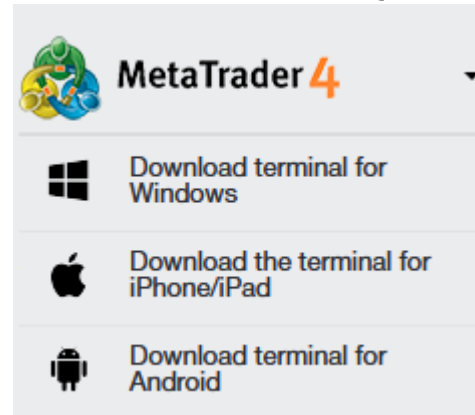 MetaTrader 4
Download terminal for
Windows
Download the terminal for
iPhone/iPad
Download terminal for
Android